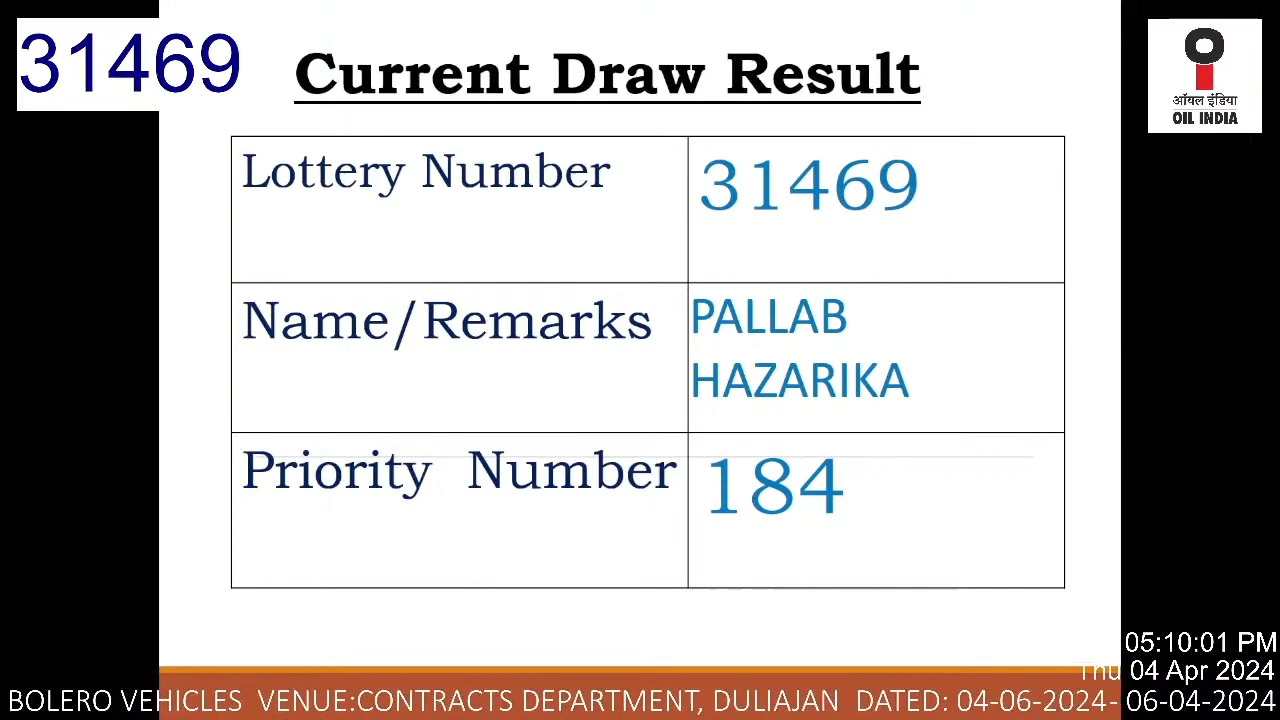 31469
Current Draw Result
ऑयल इंडिया
OIL INDIA
Lottery Number
31469
Name/Remarks
PALLAB
HAZARIKA
Priority Number
184
05:10:01 PM
Thu 04 Apr 2024
BOLERO VEHICLES VENUE:CONTRACTS DEPARTMENT, DULIAJAN DATED: 04-06-2024- 06-04-2024